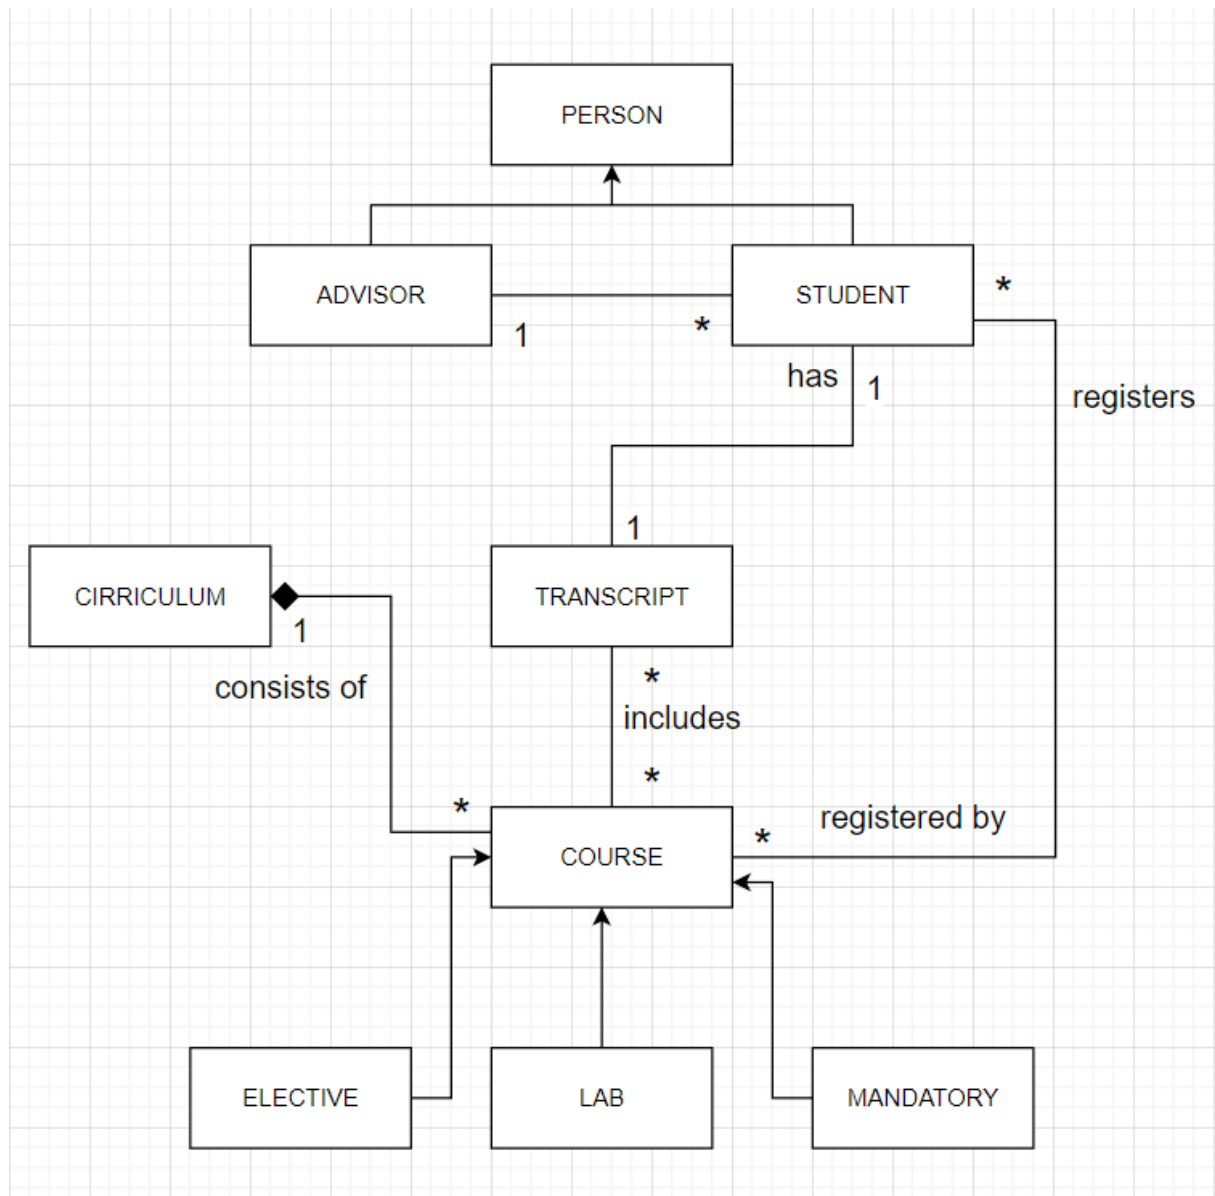 PERSON
ADVISOR
STUDENT
*
1
*
has
1
registers
1
CIRRICULUM
TRANSCRIPT
1
*
consists of
includes
*
*
registered by
*
COURSE
ELECTIVE
LAB
MANDATORY